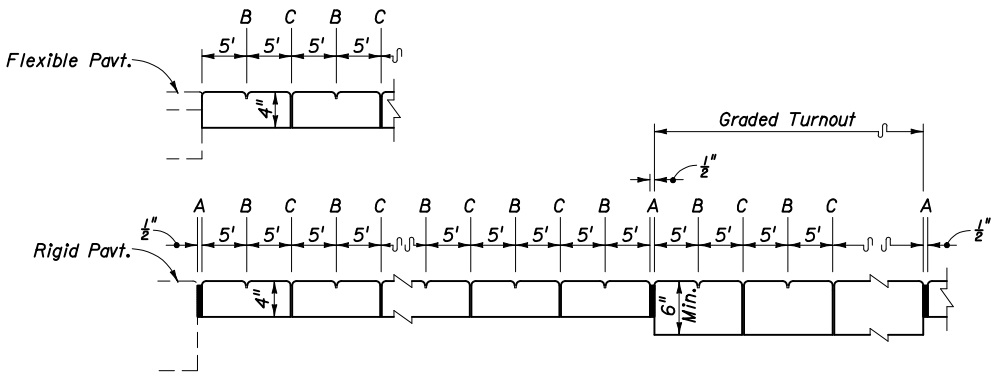 B C B C
5' 5' 5' 5'
Flexible Pavt.
4"
Graded Turnout
1/2"
A B C B C B C B C B A B C B C A
1/2" 5' 5' 5' 5' 5' 5' 5' 5' 5' 5' 5' 5' 5' 1/2"
Rigid Pavt.
4"
6" Min.